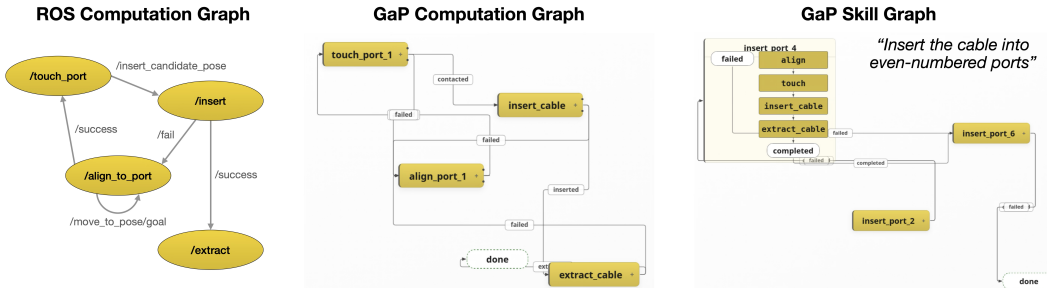 ROS Computation Graph
/touch_port
/insert_candidate_pose
/insert
/success
/fail
/align_to_port
/success
/move_to_pose/goal
/extract
GaP Computation Graph
touch_port_1
contacted
insert_cable
failed
failed
align_port_1
inserted
failed
done
ext
extract_cable
GaP Skill Graph
“Insert the cable into
even-numbered ports”
insert_port_4
failed
align
touch
insert_cable
extract_cable
failed
insert_port_6
completed
failed
completed
failed
insert_port_2
done